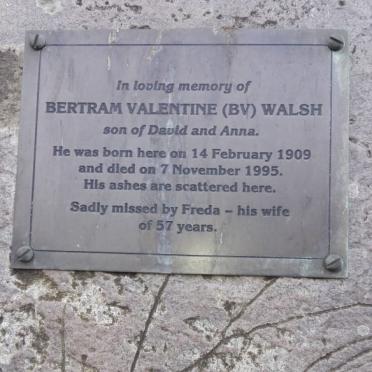 In loving memory of
BERTRAM VALENTINE (BV) WALSH
son of David and Anna.
He was born here on 14 February 1909
and died on 7 November 1995.
His ashes are scattered here.
Sadly missed by Freda – his wife
of 57 years.